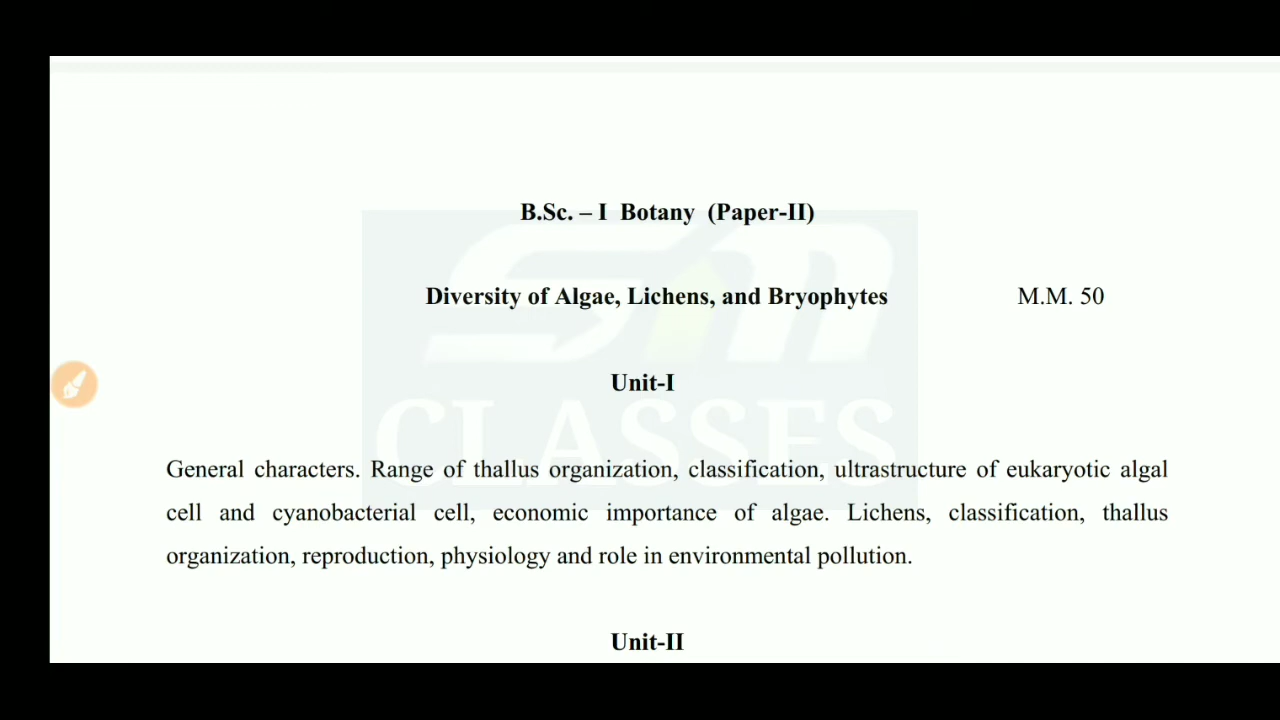 B.Sc. – I Botany (Paper-II)
Diversity of Algae, Lichens, and Bryophytes M.M. 50
Unit-I
General characters. Range of thallus organization, classification, ultrastructure of eukaryotic algal
cell and cyanobacterial cell, economic importance of algae. Lichens, classification, thallus
organization, reproduction, physiology and role in environmental pollution.
Unit-II
SM
CLASSES